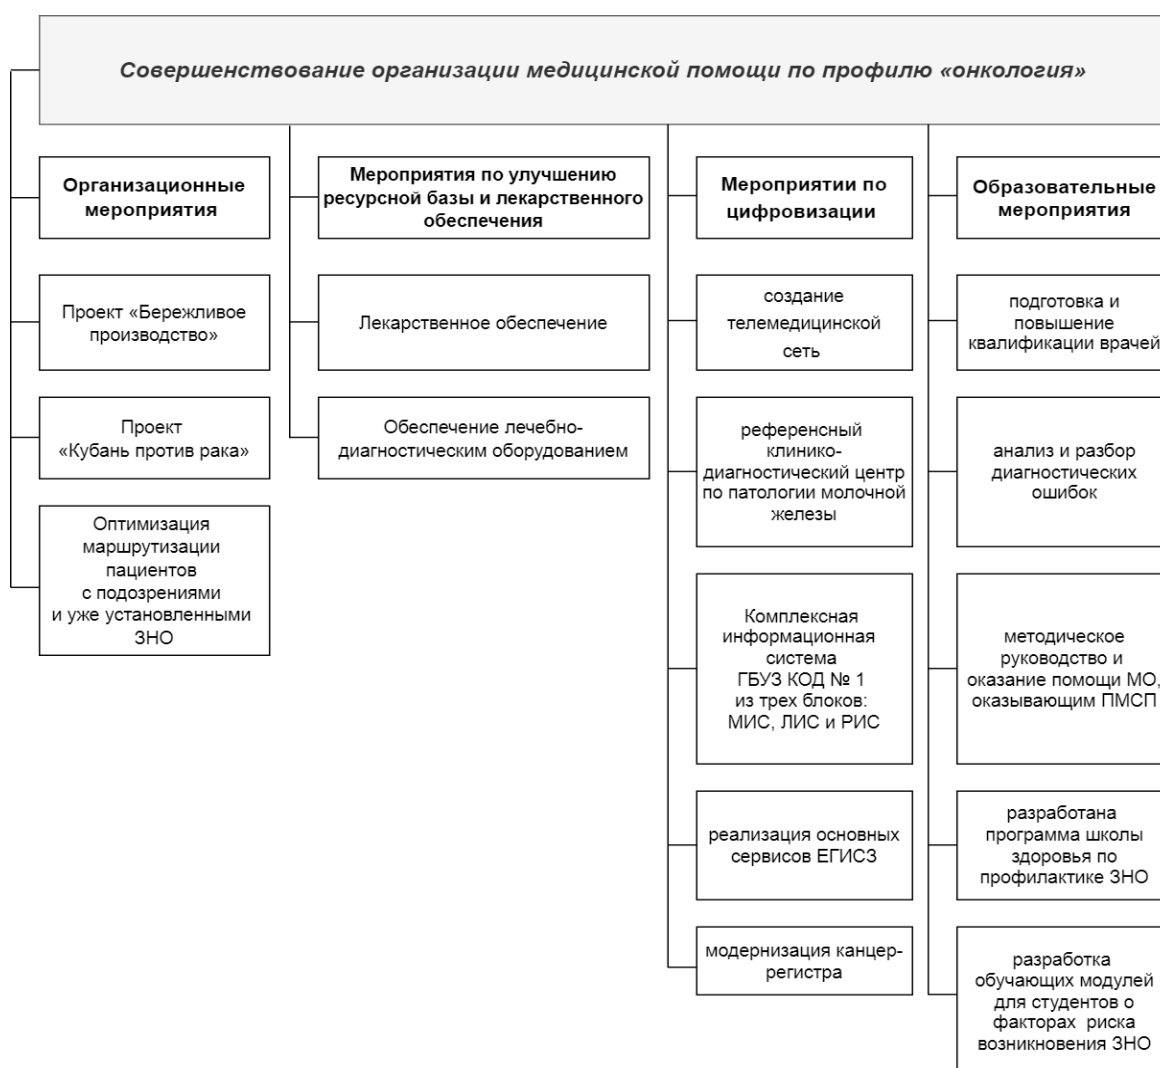 Совершенствование организации медицинской помощи по профилю «онкология»
Организационные
мероприятия
Проект «Бережливое
производство»
Проект
«Кубань против рака»
Оптимизация
маршрутизации
пациентов
с подозрениями
и уже установленными
ЗНО
Мероприятия по улучшению
ресурсной базы и лекарственного
обеспечения
Лекарственное обеспечение
Обеспечение лечебно-
диагностическим оборудованием
Мероприятии по
цифровизации
создание
телемедицинской
сеть
референсный
клинико-
диагностический центр
по патологии молочной
железы
Комплексная
информационная
система
ГБУЗ КОД № 1
из трех блоков:
МИС, ЛИС и РИС
реализация основных
сервисов ЕГИСЗ
модернизация канцер-
регистра
Образовательные
мероприятия
подготовка и
повышение
квалификации врачей
анализ и разбор
диагностических
ошибок
методическое
руководство и
оказание помощи МО,
оказывающим ПМСП
разработана
программа школы
здоровья по
профилактике ЗНО
разработка
обучающих модулей
для студентов о
факторах риска
возникновения ЗНО